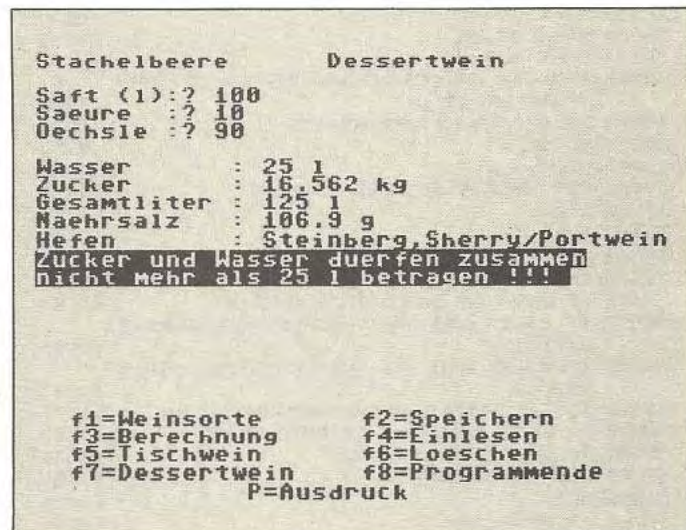 Stachelbeere Dessertwein
Saft (l):? 100
Saeure :? 10
Oechsle :? 90
Wasser : 25 l
Zucker : 16.562 kg
Gesamtliter : 125 l
Naehrsalz : 106.9 g
Hefen : Steinberg,Sherry/Portwein
Zucker und Wasser duerfen zusammen
nicht mehr als 25 l betragen !!!
f1=Weinsorte f2=Speichern
f3=Berechnung f4=Einlesen
f5=Tischwein f6=Loeschen
f7=Dessertwein f8=Programmende
P=Ausdruck